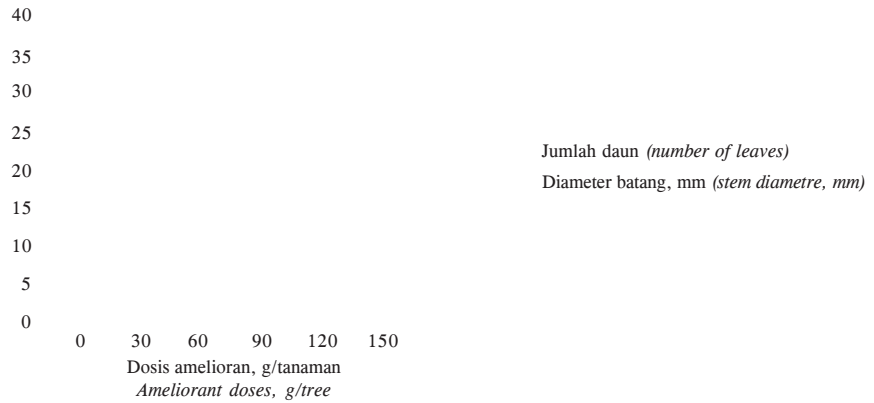 40
35
30
25
20
15
10
5
0
0 30 60 90 120 150
Dosis amelioran, g/tanaman
Ameliorant doses, g/tree
Jumlah daun (number of leaves)
Diameter batang, mm (stem diametre, mm)